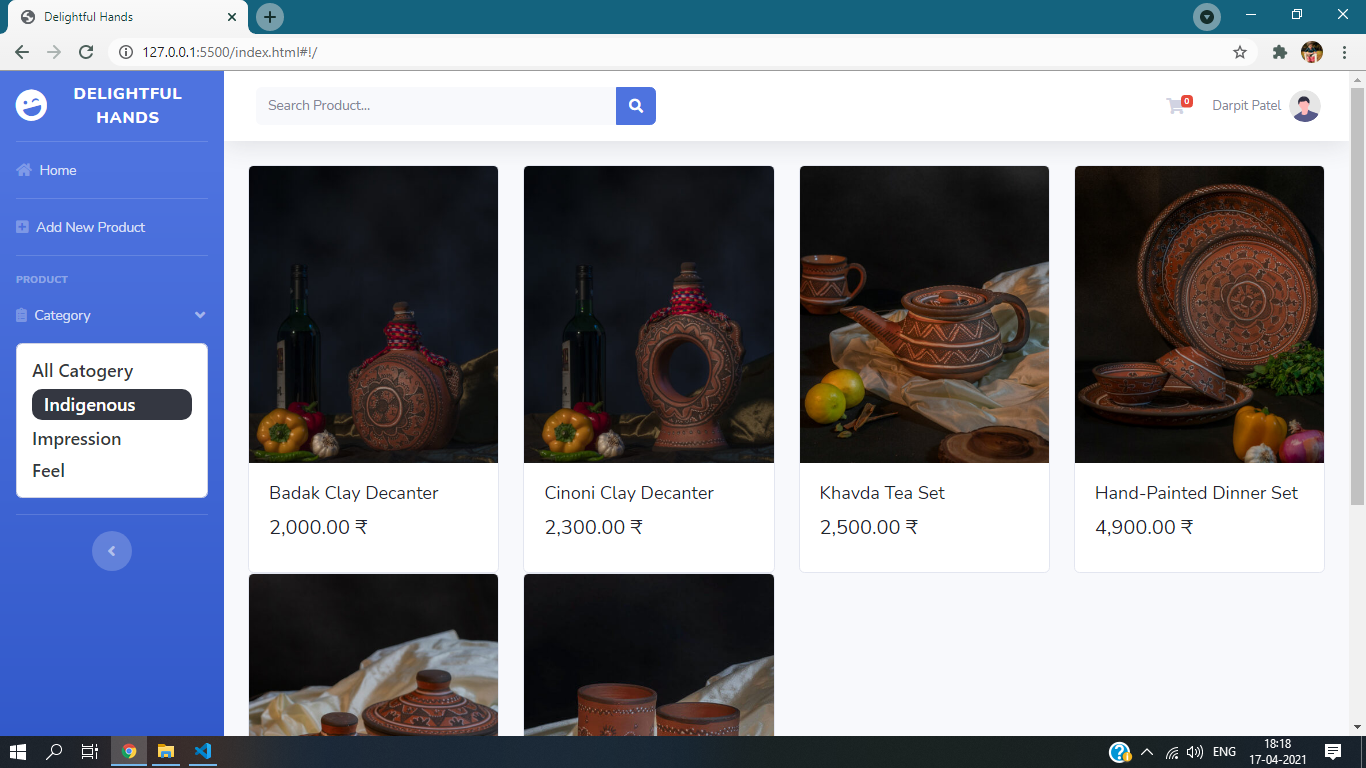 Delightful Hands
127.0.0.1:5500/index.html#!/
DELIGHTFUL
HANDS
Search Product...
0
Darpit Patel
Home
Add New Product
PRODUCT
Category
All Catogery
Indigenous
Impression
Feel
Badak Clay Decanter
2,000.00 ₹
Cinoni Clay Decanter
2,300.00 ₹
Khavda Tea Set
2,500.00 ₹
Hand-Painted Dinner Set
4,900.00 ₹
ENG
18:18
17-04-2021